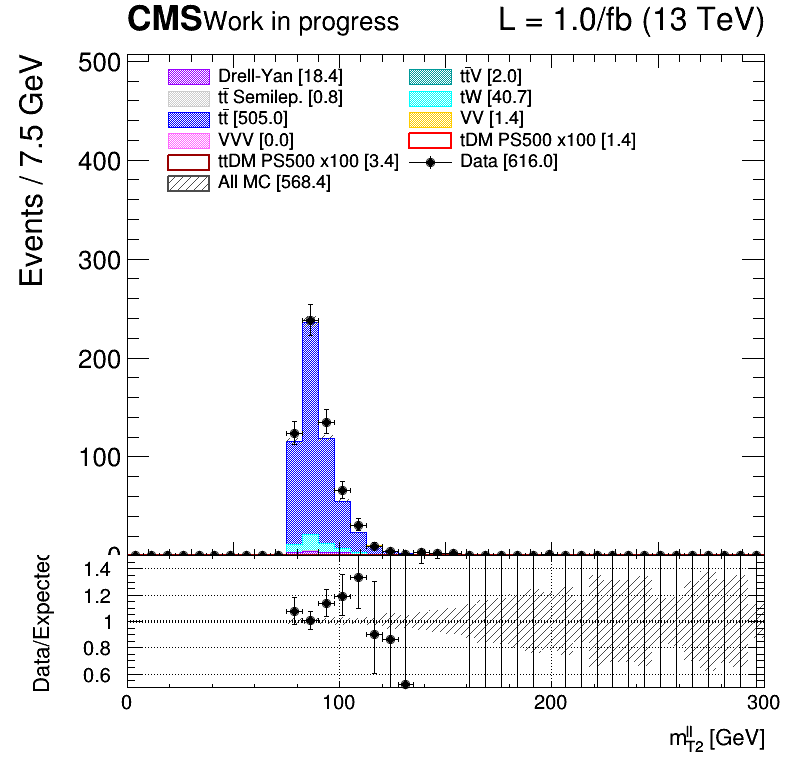 CMS Work in progress L = 1.0/fb (13 TeV)
Events / 7.5 GeV
500
400
300
200
100
0
Drell-Yan [18.4]
tt̄ Semilep. [0.8]
tt̄ [505.0]
VVV [0.0]
ttDM PS500 x100 [3.4]
All MC [568.4]
tt̄V [2.0]
tW [40.7]
VV [1.4]
tDM PS500 x100 [1.4]
Data [616.0]
Data/Expected
1.4
1.2
1
0.8
0.6
0 100 200 300
m_T2^ll [GeV]